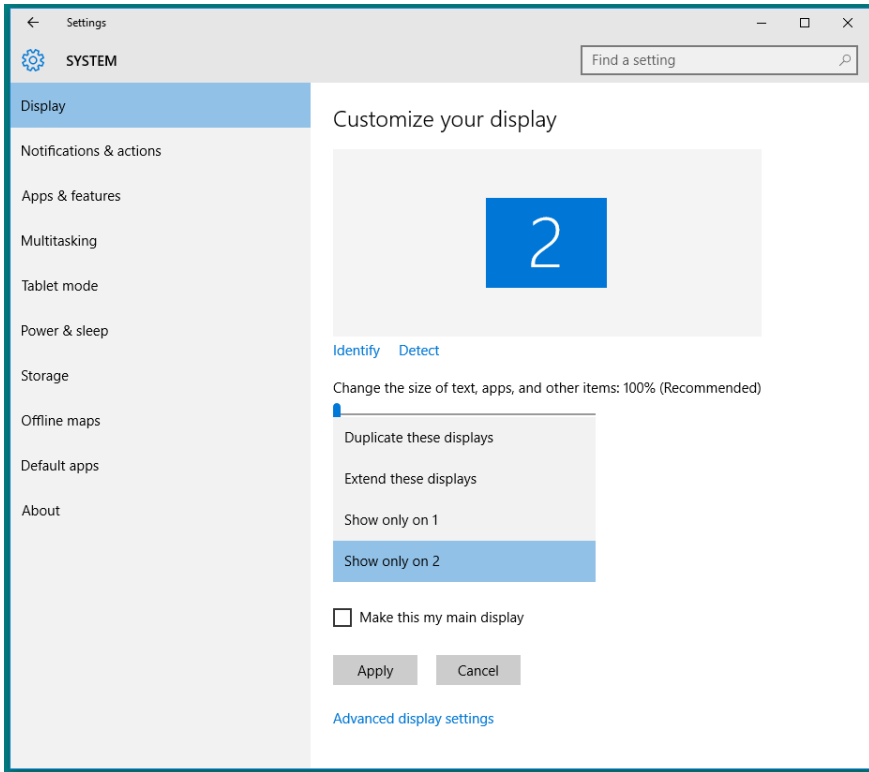 Settings
SYSTEM
Find a setting
Display
Notifications & actions
Apps & features
Multitasking
Tablet mode
Power & sleep
Storage
Offline maps
Default apps
About
Customize your display
2
Identify Detect
Change the size of text, apps, and other items: 100% (Recommended)
Duplicate these displays
Extend these displays
Show only on 1
Show only on 2
Make this my main display
Apply Cancel
Advanced display settings